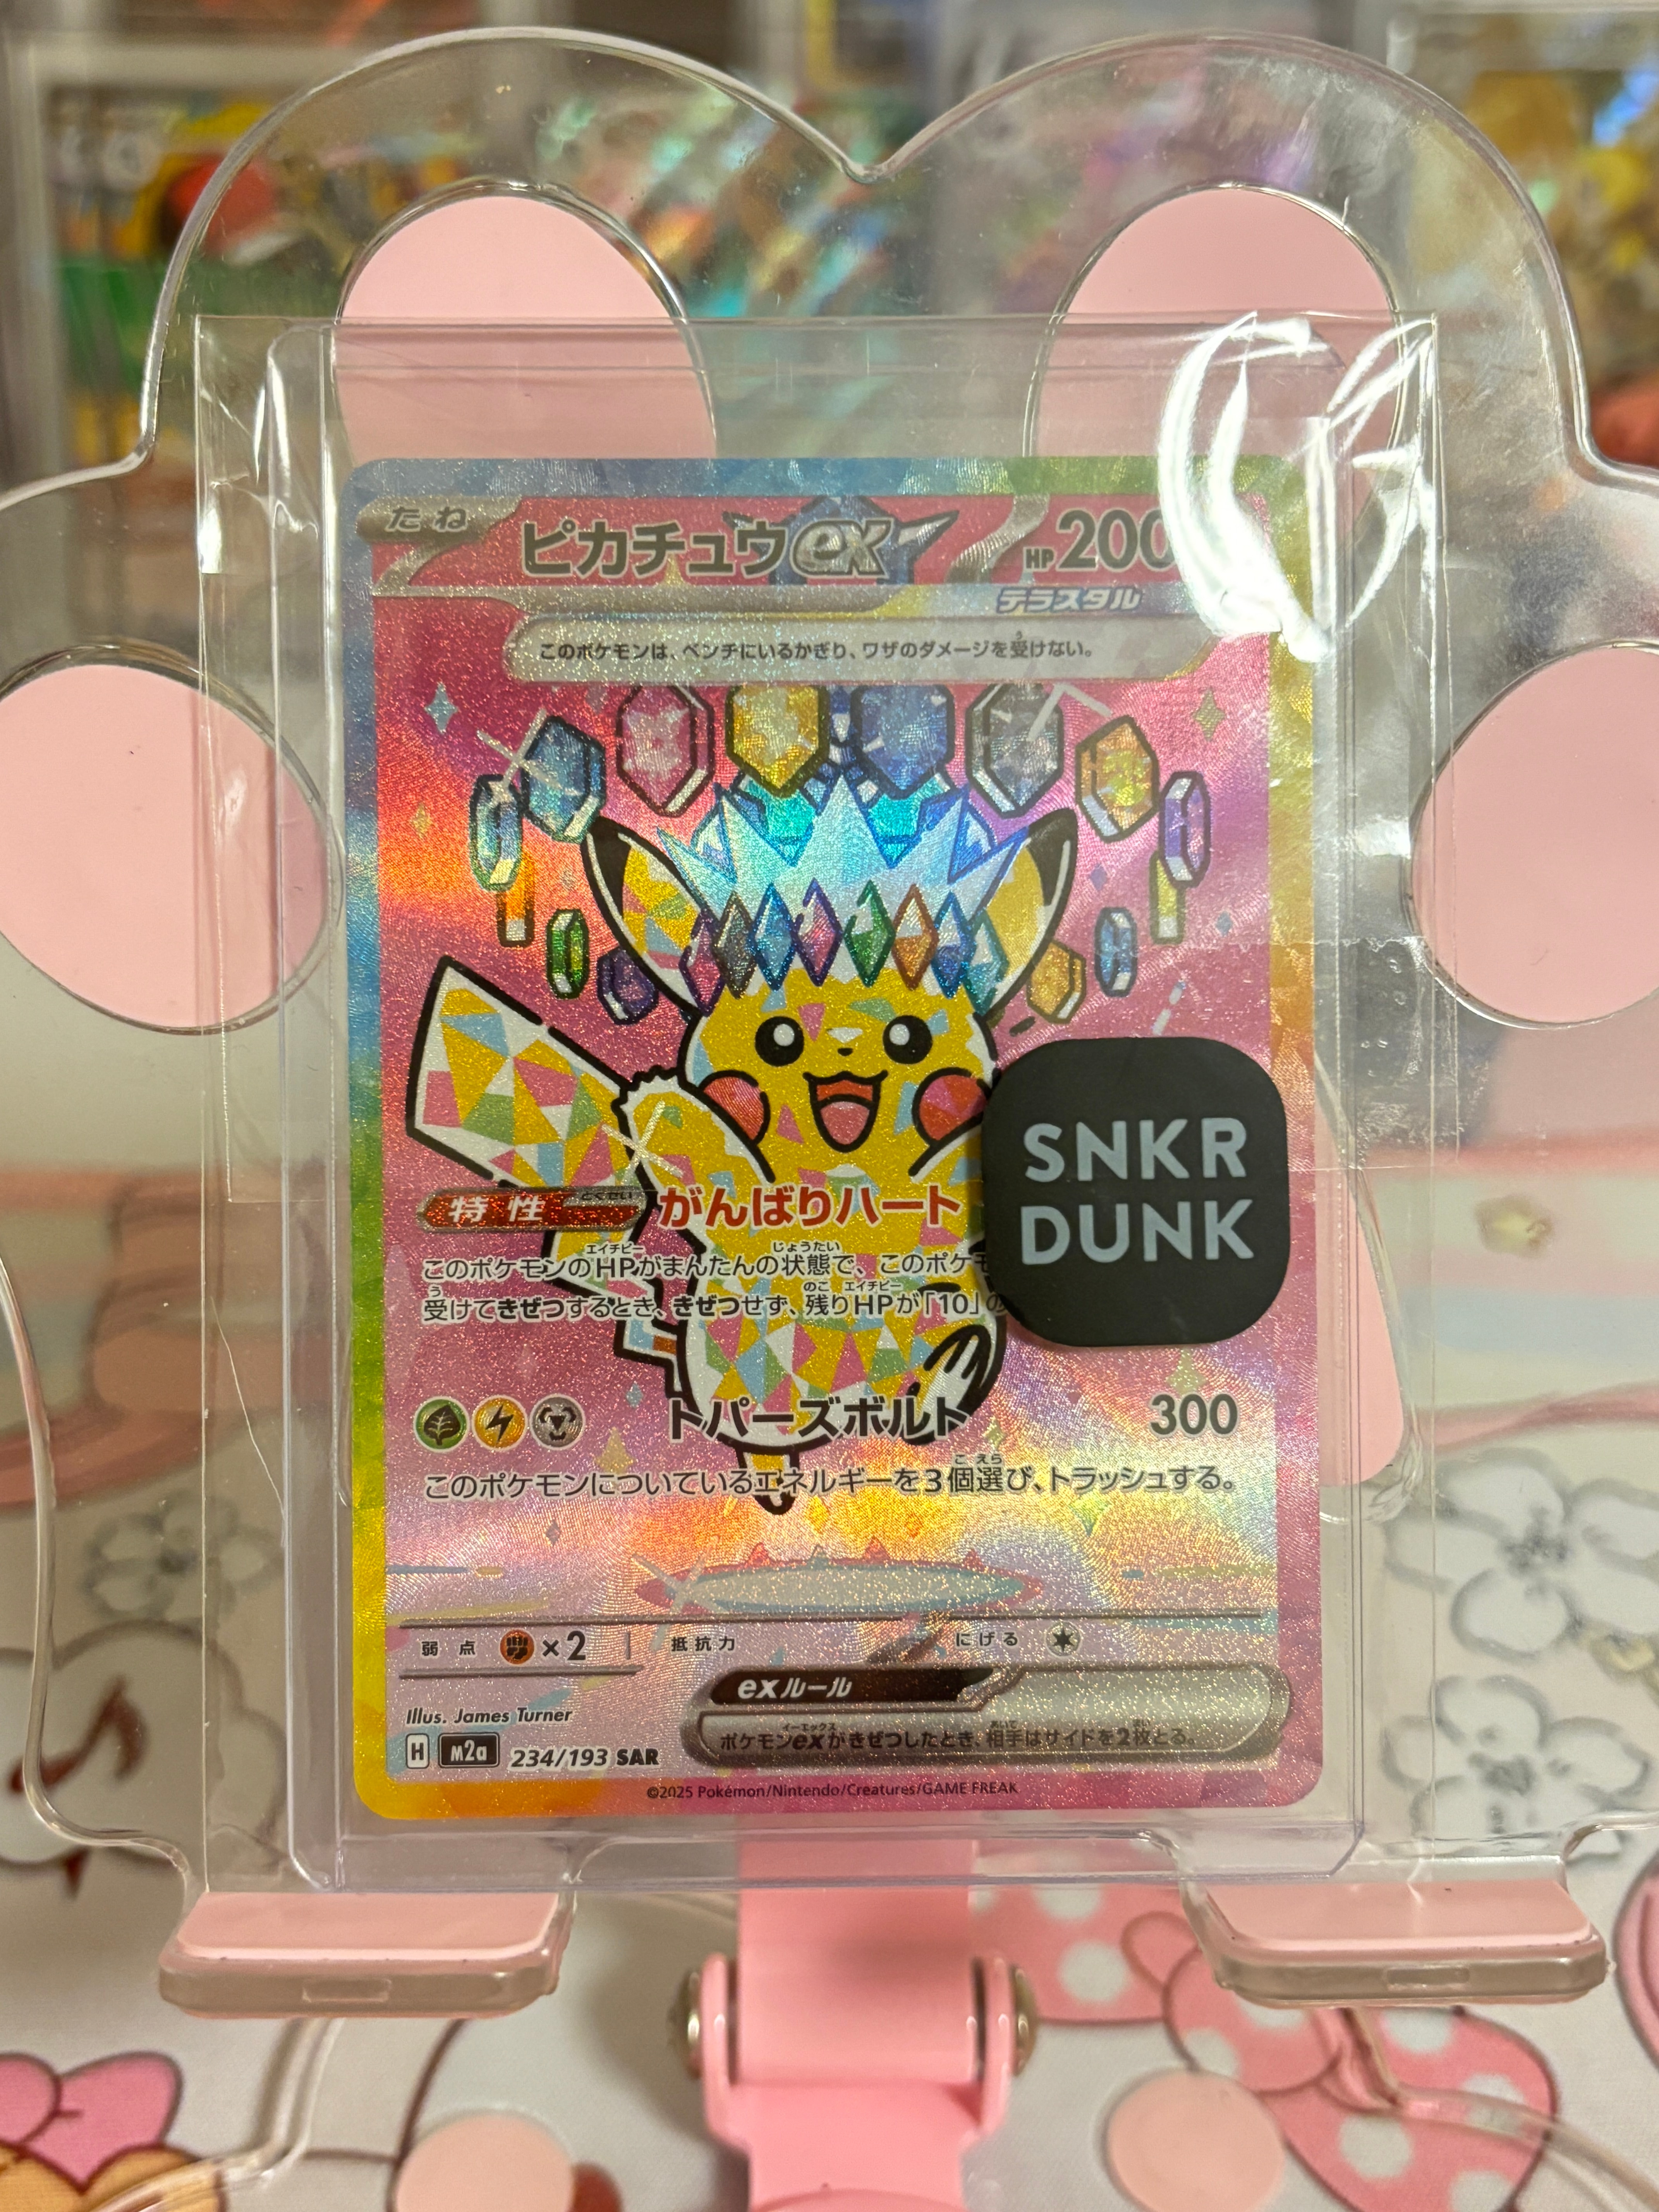 たね ピカチュウex HP 200
テラスタル
このポケモンは、ベンチにいるかぎり、ワザのダメージを受けない。
特性 がんばりハート
このポケモンのHPがまんたんの状態で、このポケモ
受けてきぜつするとき、きぜつせず、残りHPが「10」の
SNKR
DUNK
トパーズボルト 300
このポケモンについているエネルギーを3個選び、トラッシュする。
弱点 ×2 抵抗力 にげる
exルール
ポケモンexがきぜつしたとき、相手はサイドを2枚とる。
Illus. James Turner
H m2a 234/193 SAR
©2025 Pokémon/Nintendo/Creatures/GAME FREAK